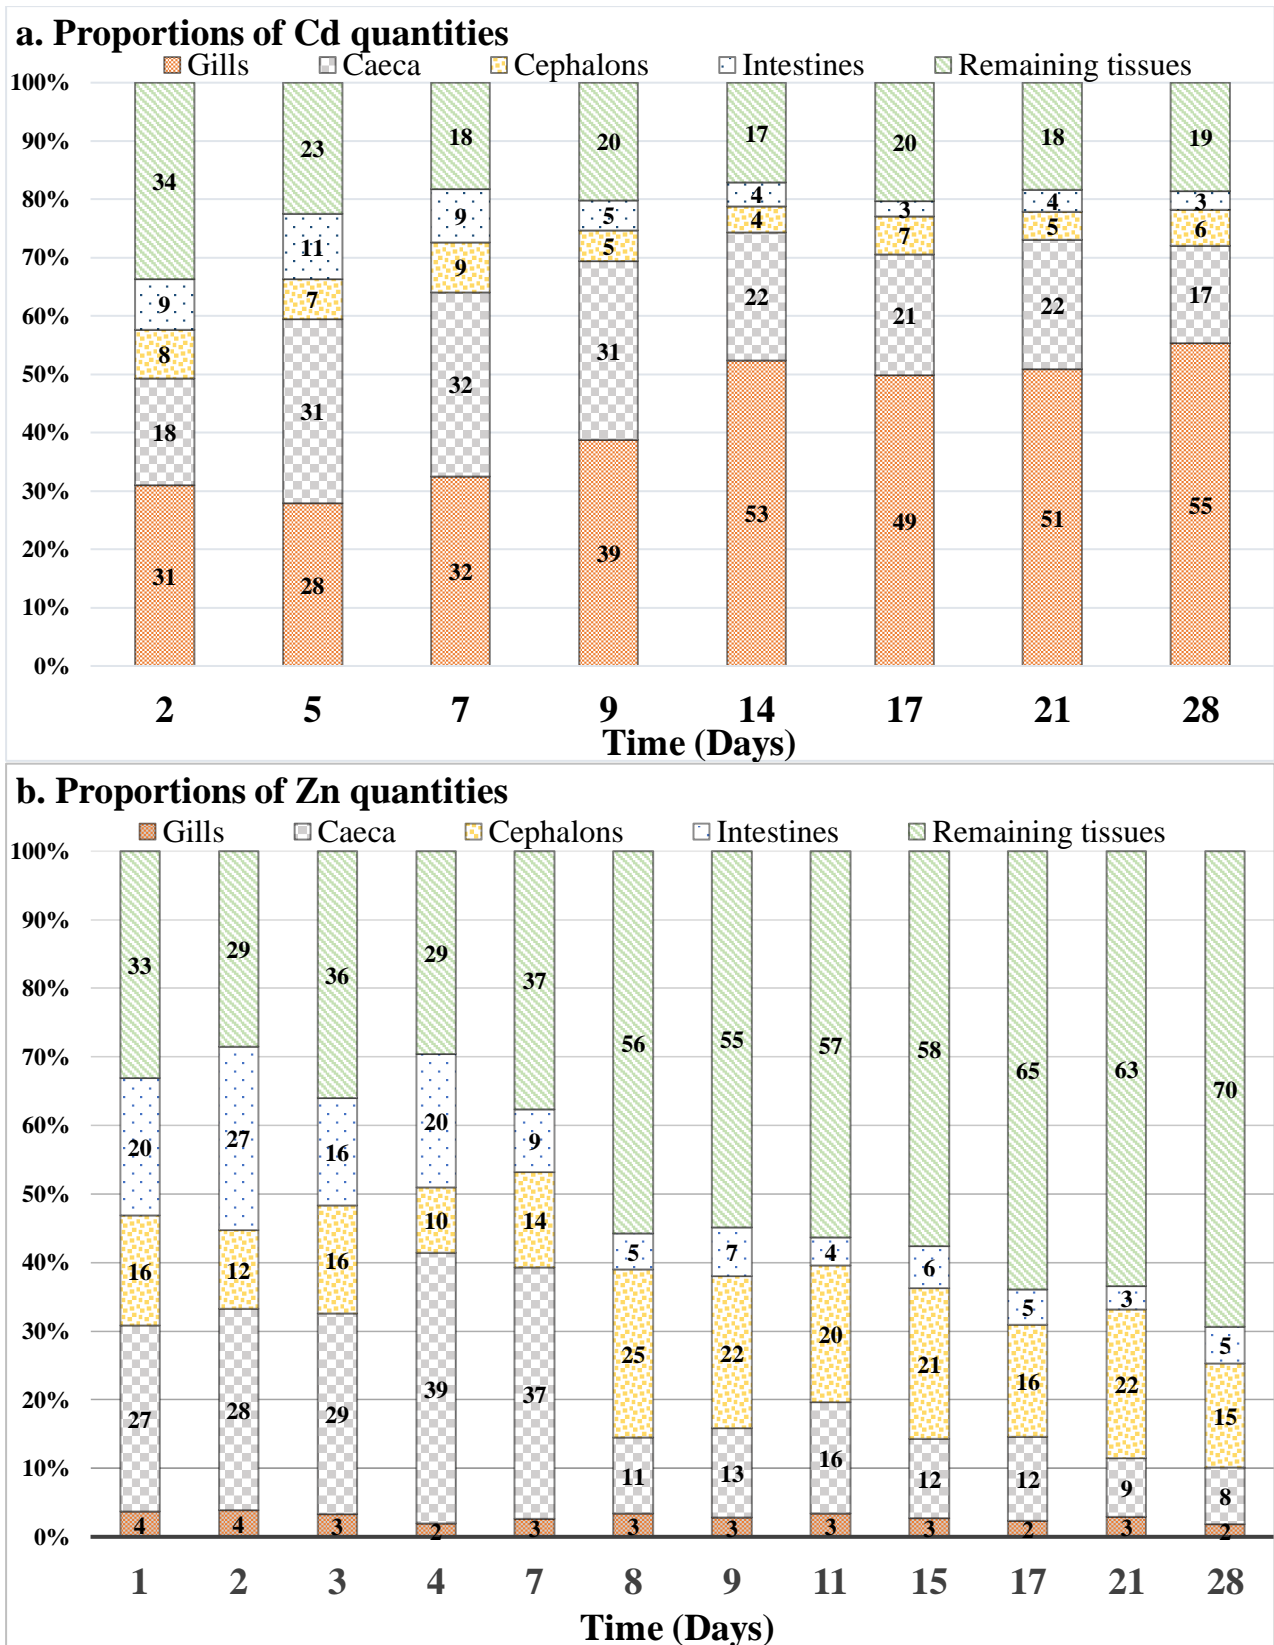 a. Proportions of Cd quantities
Gills Caeca Cephalons Intestines Remaining tissues
100%
90%
80%
70%
60%
50%
40%
30%
20%
10%
0%
34 23 18 20 17 20 18 19
9 11 9 5 4 3 4 3
8 7 9 5 4 7 5 6
18 31 32 31 22 21 22 17
31 28 32 39 53 49 51 55
2 5 7 9 14 17 21 28
Time (Days)
b. Proportions of Zn quantities
Gills Caeca Cephalons Intestines Remaining tissues
100%
90%
80%
70%
60%
50%
40%
30%
20%
10%
0%
33 29 36 29 37 56 55 57 58 65 63 70
20 27 16 20 9 5 7 4 6 5 3 5
16 12 16 10 14 25 22 20 21 16 22 15
27 28 29 39 37 11 13 16 12 12 9 8
4 4 3 2 3 3 3 3 3 2 3 2
1 2 3 4 7 8 9 11 15 17 21 28
Time (Days)